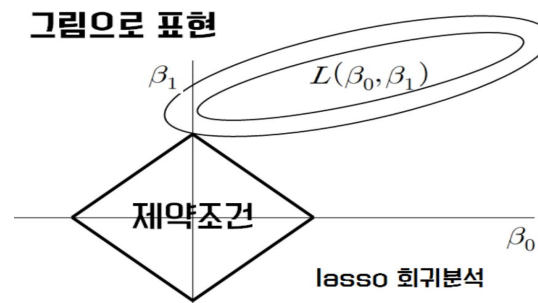 그림으로 표현
β₁
L(β₀, β₁)
제약조건
β₀
lasso 회귀분석